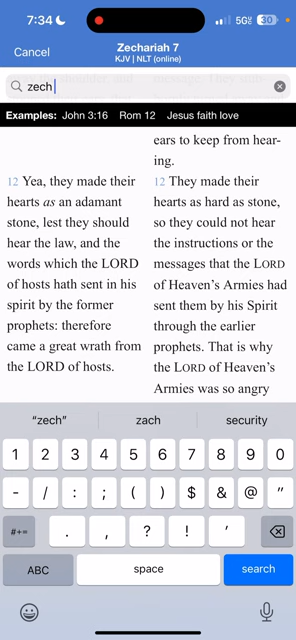 7:34
5G 30
Cancel
Zechariah 7
KJV | NLT (online)
zech
Examples: John 3:16 Rom 12 Jesus faith love
12 Yea, they made their
hearts as an adamant
stone, lest they should
hear the law, and the
words which the LORD
of hosts hath sent in his
spirit by the former
prophets: therefore
came a great wrath from
the LORD of hosts.
ears to keep from hear-
ing.
12 They made their
hearts as hard as stone,
so they could not hear
the instructions or the
messages that the LORD
of Heaven’s Armies had
sent them by his Spirit
through the earlier
prophets. That is why
the LORD of Heaven’s
Armies was so angry
“zech” zach security
1 2 3 4 5 6 7 8 9 0
- / : ; ( ) $ & @ "
#+= . , ? ! ’
ABC space search